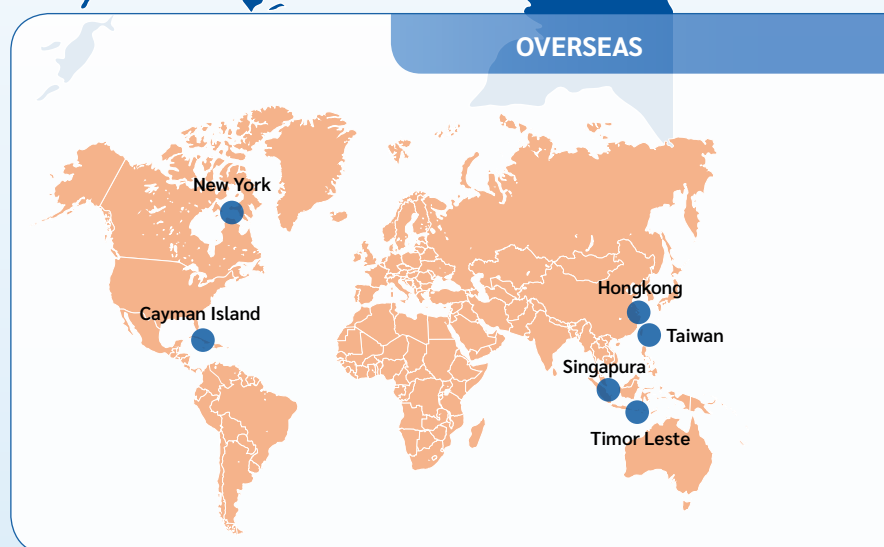 OVERSEAS
New York
Hongkong
Cayman Island
Taiwan
Singapura
Timor Leste